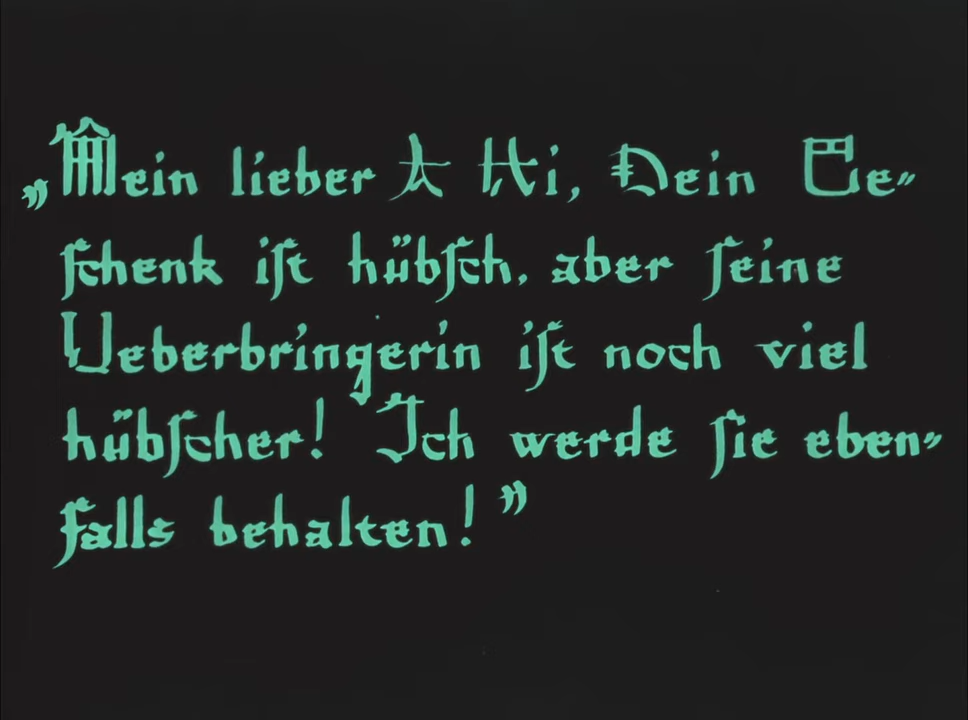 „Mein lieber A Hi, Dein Ge-
ſchenk iſt hübſch, aber ſeine
Ueberbringerin iſt noch viel
hübſcher! Ich werde ſie eben-
falls behalten!”